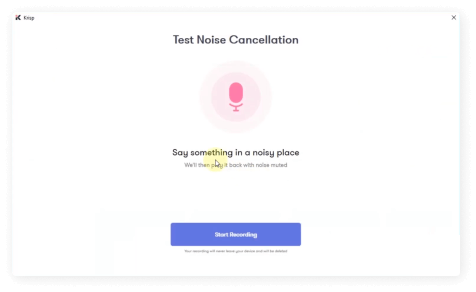 Krisp
Test Noise Cancellation
Say something in a noisy place
We'll then play it back with noise muted
Start Recording
Your recording will never leave your device and will be deleted